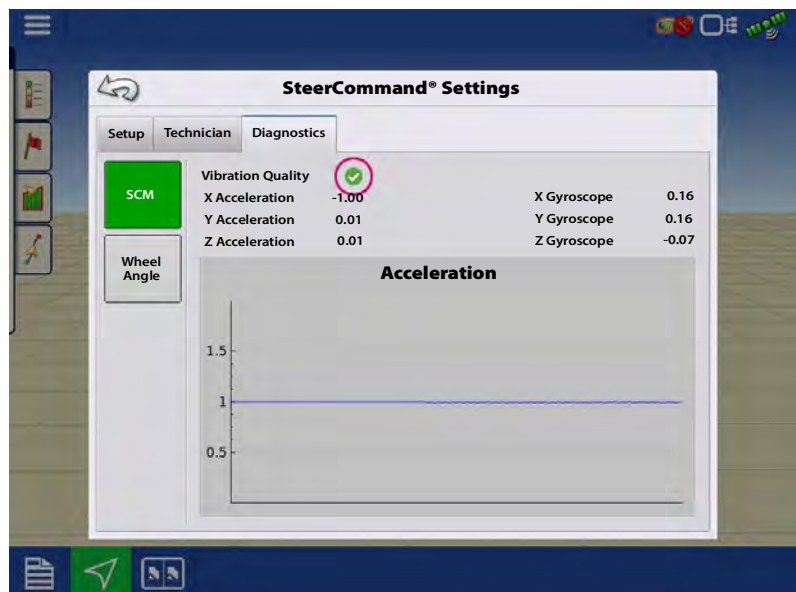 SteerCommand® Settings
Setup Technician Diagnostics
SCM
Wheel
Angle
Vibration Quality
X Acceleration -1.00 X Gyroscope 0.16
Y Acceleration 0.01 Y Gyroscope 0.16
Z Acceleration 0.01 Z Gyroscope -0.07
Acceleration
1.5
1
0.5